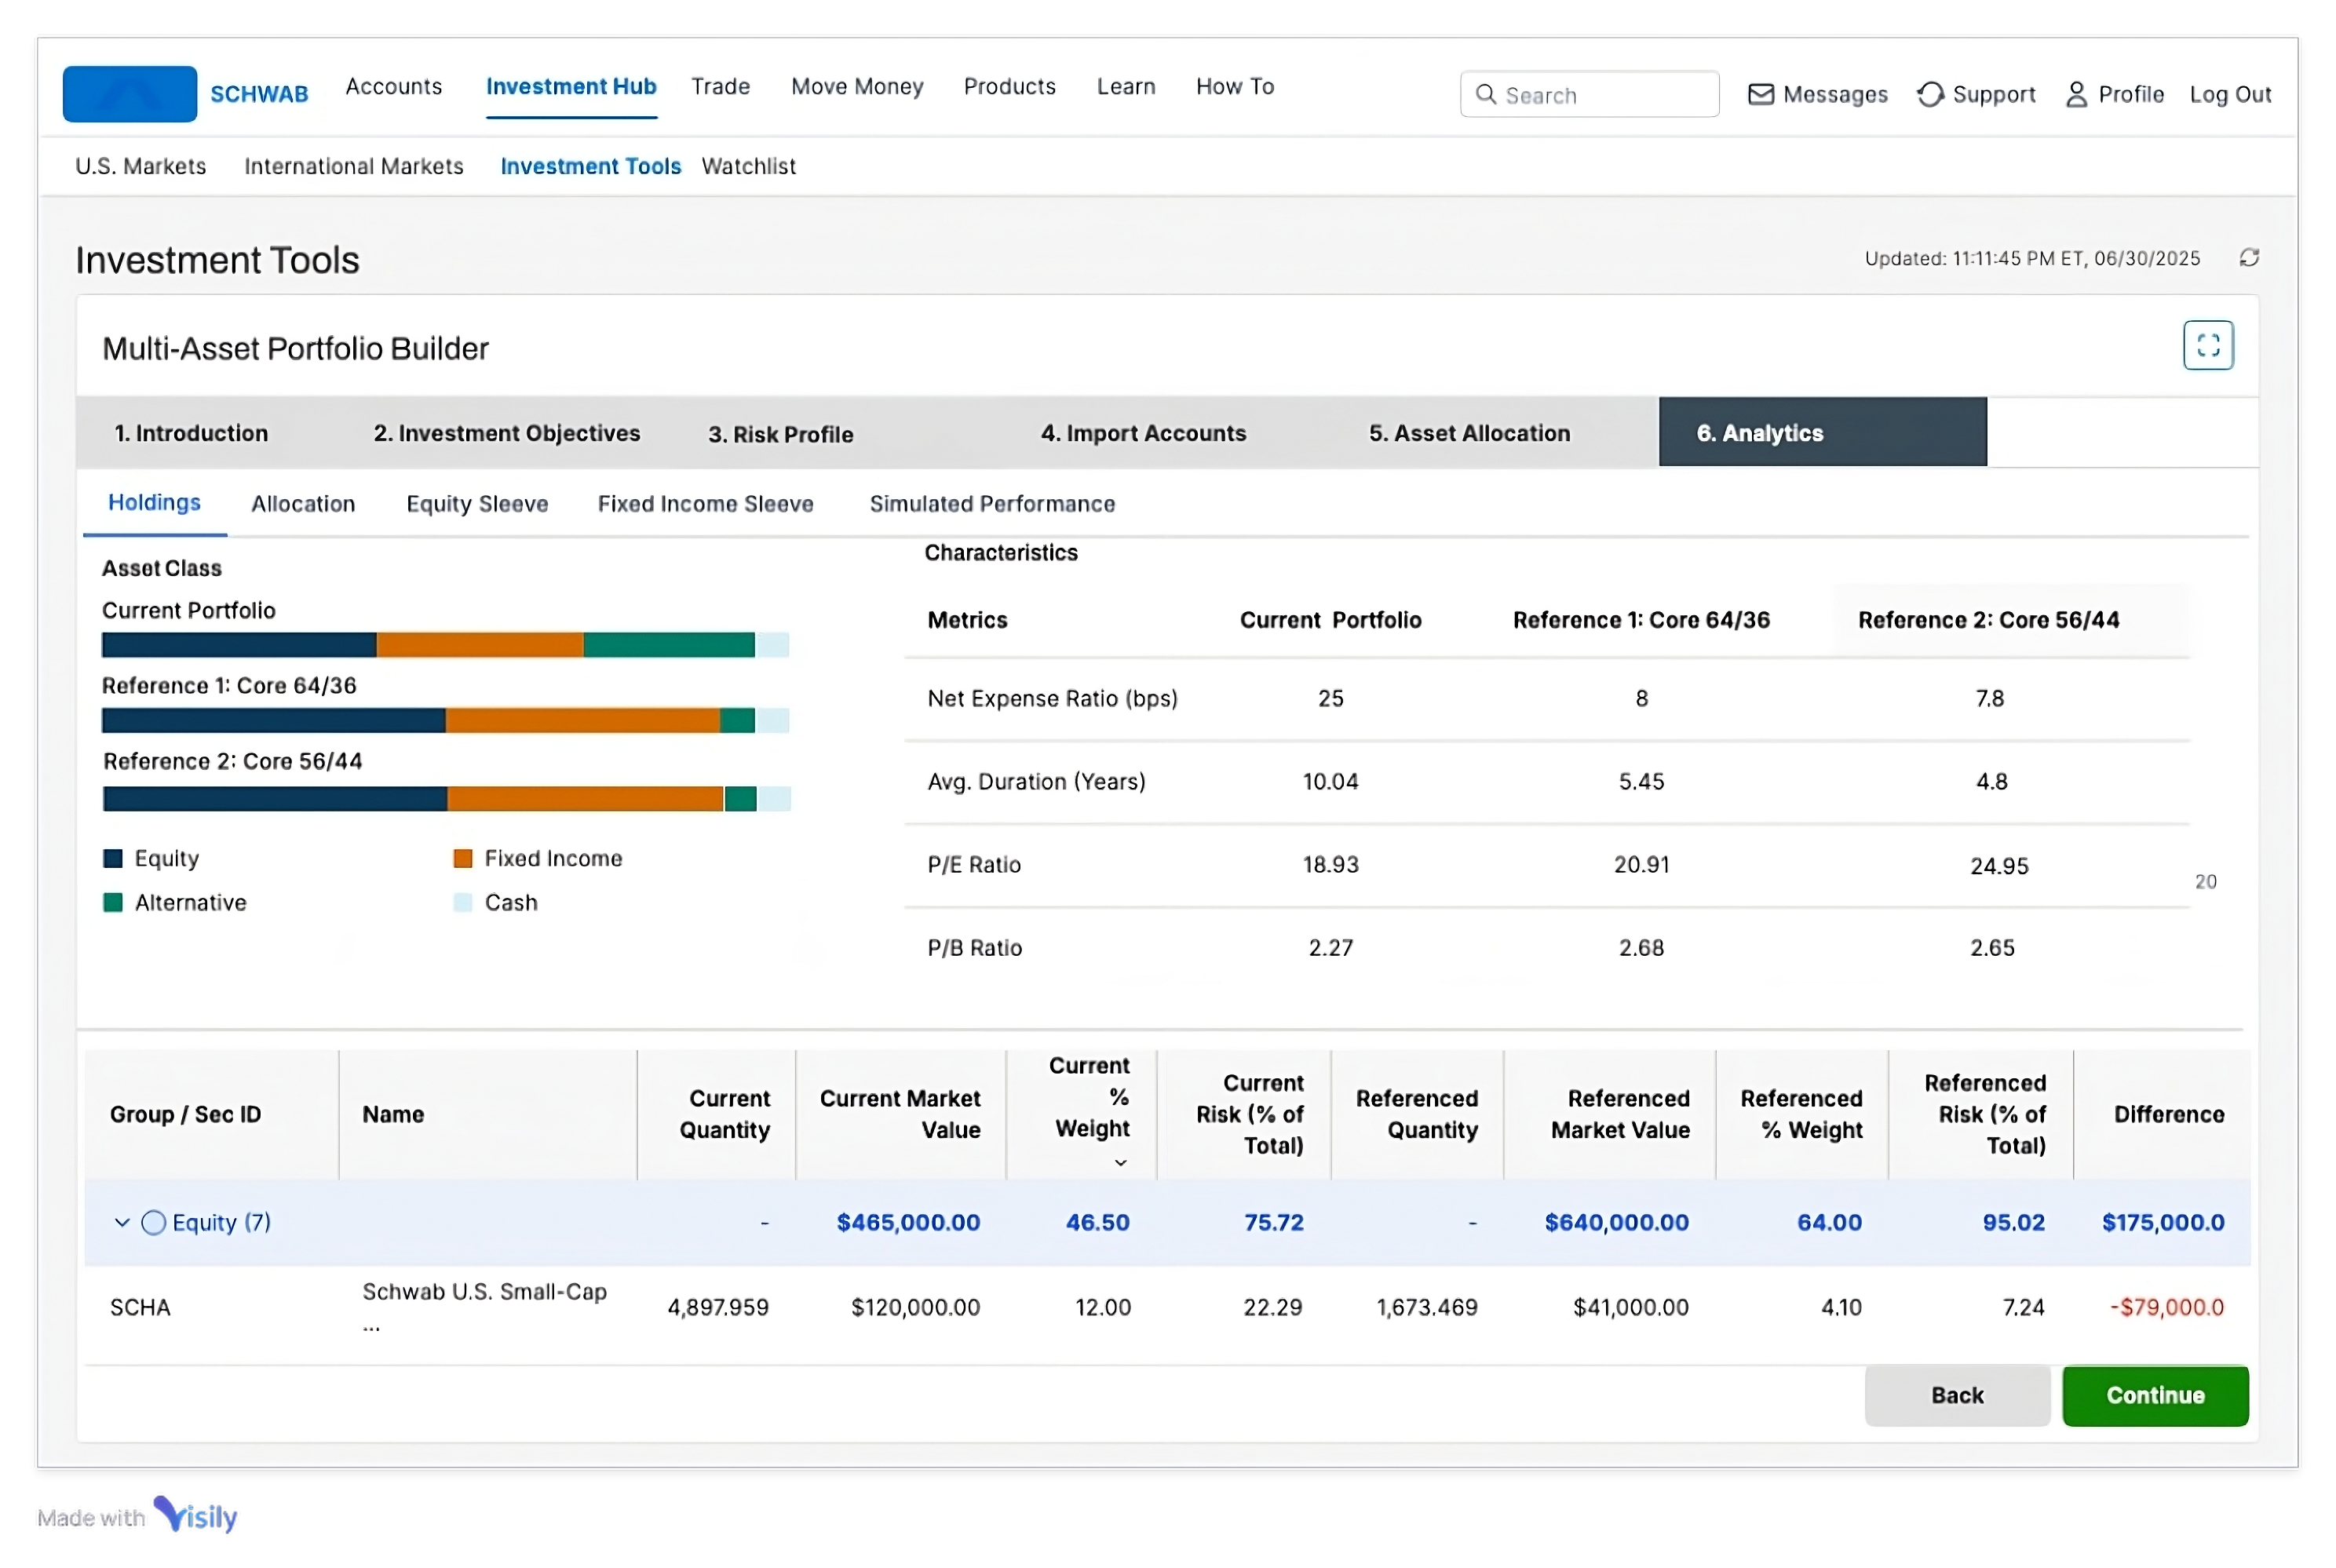 SCHWAB Accounts Investment Hub Trade Move Money Products Learn How To Search Messages Support Profile Log Out
U.S. Markets International Markets Investment Tools Watchlist
Investment Tools Updated: 11:11:45 PM ET, 06/30/2025
Multi-Asset Portfolio Builder
1. Introduction 2. Investment Objectives 3. Risk Profile 4. Import Accounts 5. Asset Allocation 6. Analytics
Holdings Allocation Equity Sleeve Fixed Income Sleeve Simulated Performance
Asset Class
Current Portfolio
Reference 1: Core 64/36
Reference 2: Core 56/44
Equity Fixed Income
Alternative Cash
Characteristics
Metrics Current Portfolio Reference 1: Core 64/36 Reference 2: Core 56/44
Net Expense Ratio (bps) 25 8 7.8
Avg. Duration (Years) 10.04 5.45 4.8
P/E Ratio 18.93 20.91 24.95
20
P/B Ratio 2.27 2.68 2.65
Group / Sec ID
Name
Current
Quantity
Current Market
Value
Current
%
Weight
Current
Risk (% of
Total)
Referenced
Quantity
Referenced
Market Value
Referenced
% Weight
Referenced
Risk (% of
Total)
Difference
Equity (7) - $465,000.00 46.50 75.72 - $640,000.00 64.00 95.02 $175,000.0
SCHA Schwab U.S. Small-Cap
... 4,897.959 $120,000.00 12.00 22.29 1,673.469 $41,000.00 4.10 7.24 -$79,000.0
Back Continue
Made with Visily